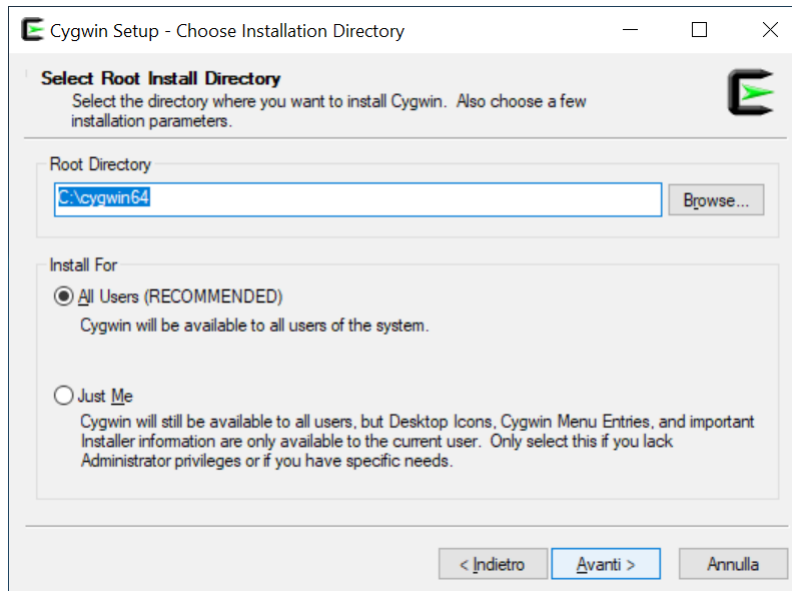 Cygwin Setup - Choose Installation Directory
Select Root Install Directory
Select the directory where you want to install Cygwin. Also choose a few
installation parameters.
Root Directory
C:\cygwin64
Browse...
Install For
All Users (RECOMMENDED)
Cygwin will be available to all users of the system.
Just Me
Cygwin will still be available to all users, but Desktop Icons, Cygwin Menu Entries, and important
Installer information are only available to the current user. Only select this if you lack
Administrator privileges or if you have specific needs.
< Indietro
Avanti >
Annulla